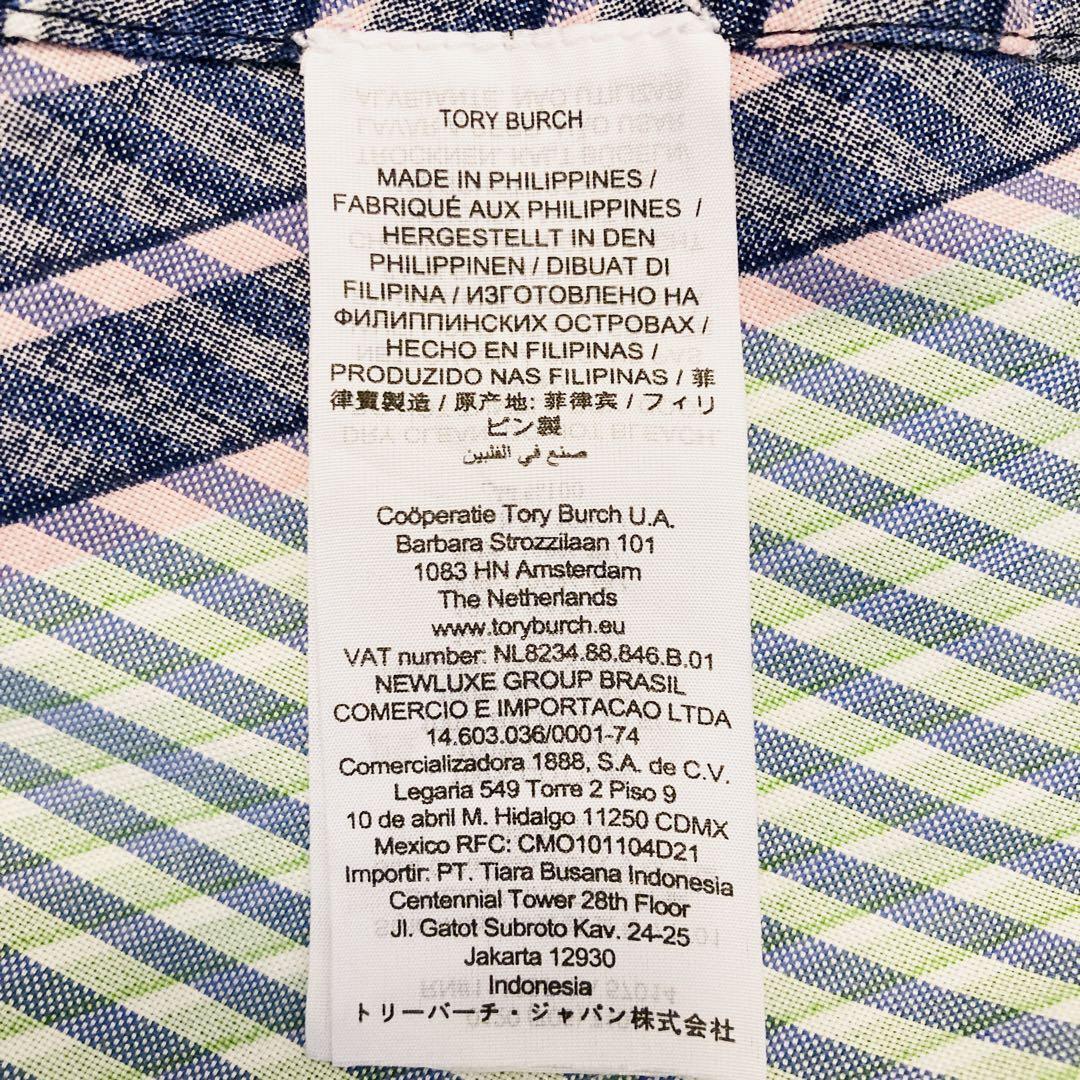 TORY BURCH
MADE IN PHILIPPINES /
FABRIQUÉ AUX PHILIPPINES /
HERGESTELLT IN DEN
PHILIPPINEN / DIBUAT DI
FILIPINA / ИЗГОТОВЛЕНО НА
ФИЛИППИНСКИХ ОСТРОВАХ /
HECHO EN FILIPINAS /
PRODUZIDO NAS FILIPINAS / 菲
律賓製造 / 原产地: 菲律宾 / フィリ
ピン製
صنع في الفلبين
Coöperatie Tory Burch U.A.
Barbara Strozzilaan 101
1083 HN Amsterdam
The Netherlands
www.toryburch.eu
VAT number: NL8234.88.846.B.01
NEWLUXE GROUP BRASIL
COMERCIO E IMPORTACAO LTDA
14.603.036/0001-74
Comercializadora 1888, S.A. de C.V.
Legaria 549 Torre 2 Piso 9
10 de abril M. Hidalgo 11250 CDMX
Mexico RFC: CMO101104D21
Importir: PT. Tiara Busana Indonesia
Centennial Tower 28th Floor
Jl. Gatot Subroto Kav. 24-25
Jakarta 12930
Indonesia
トリーバーチ・ジャパン株式会社